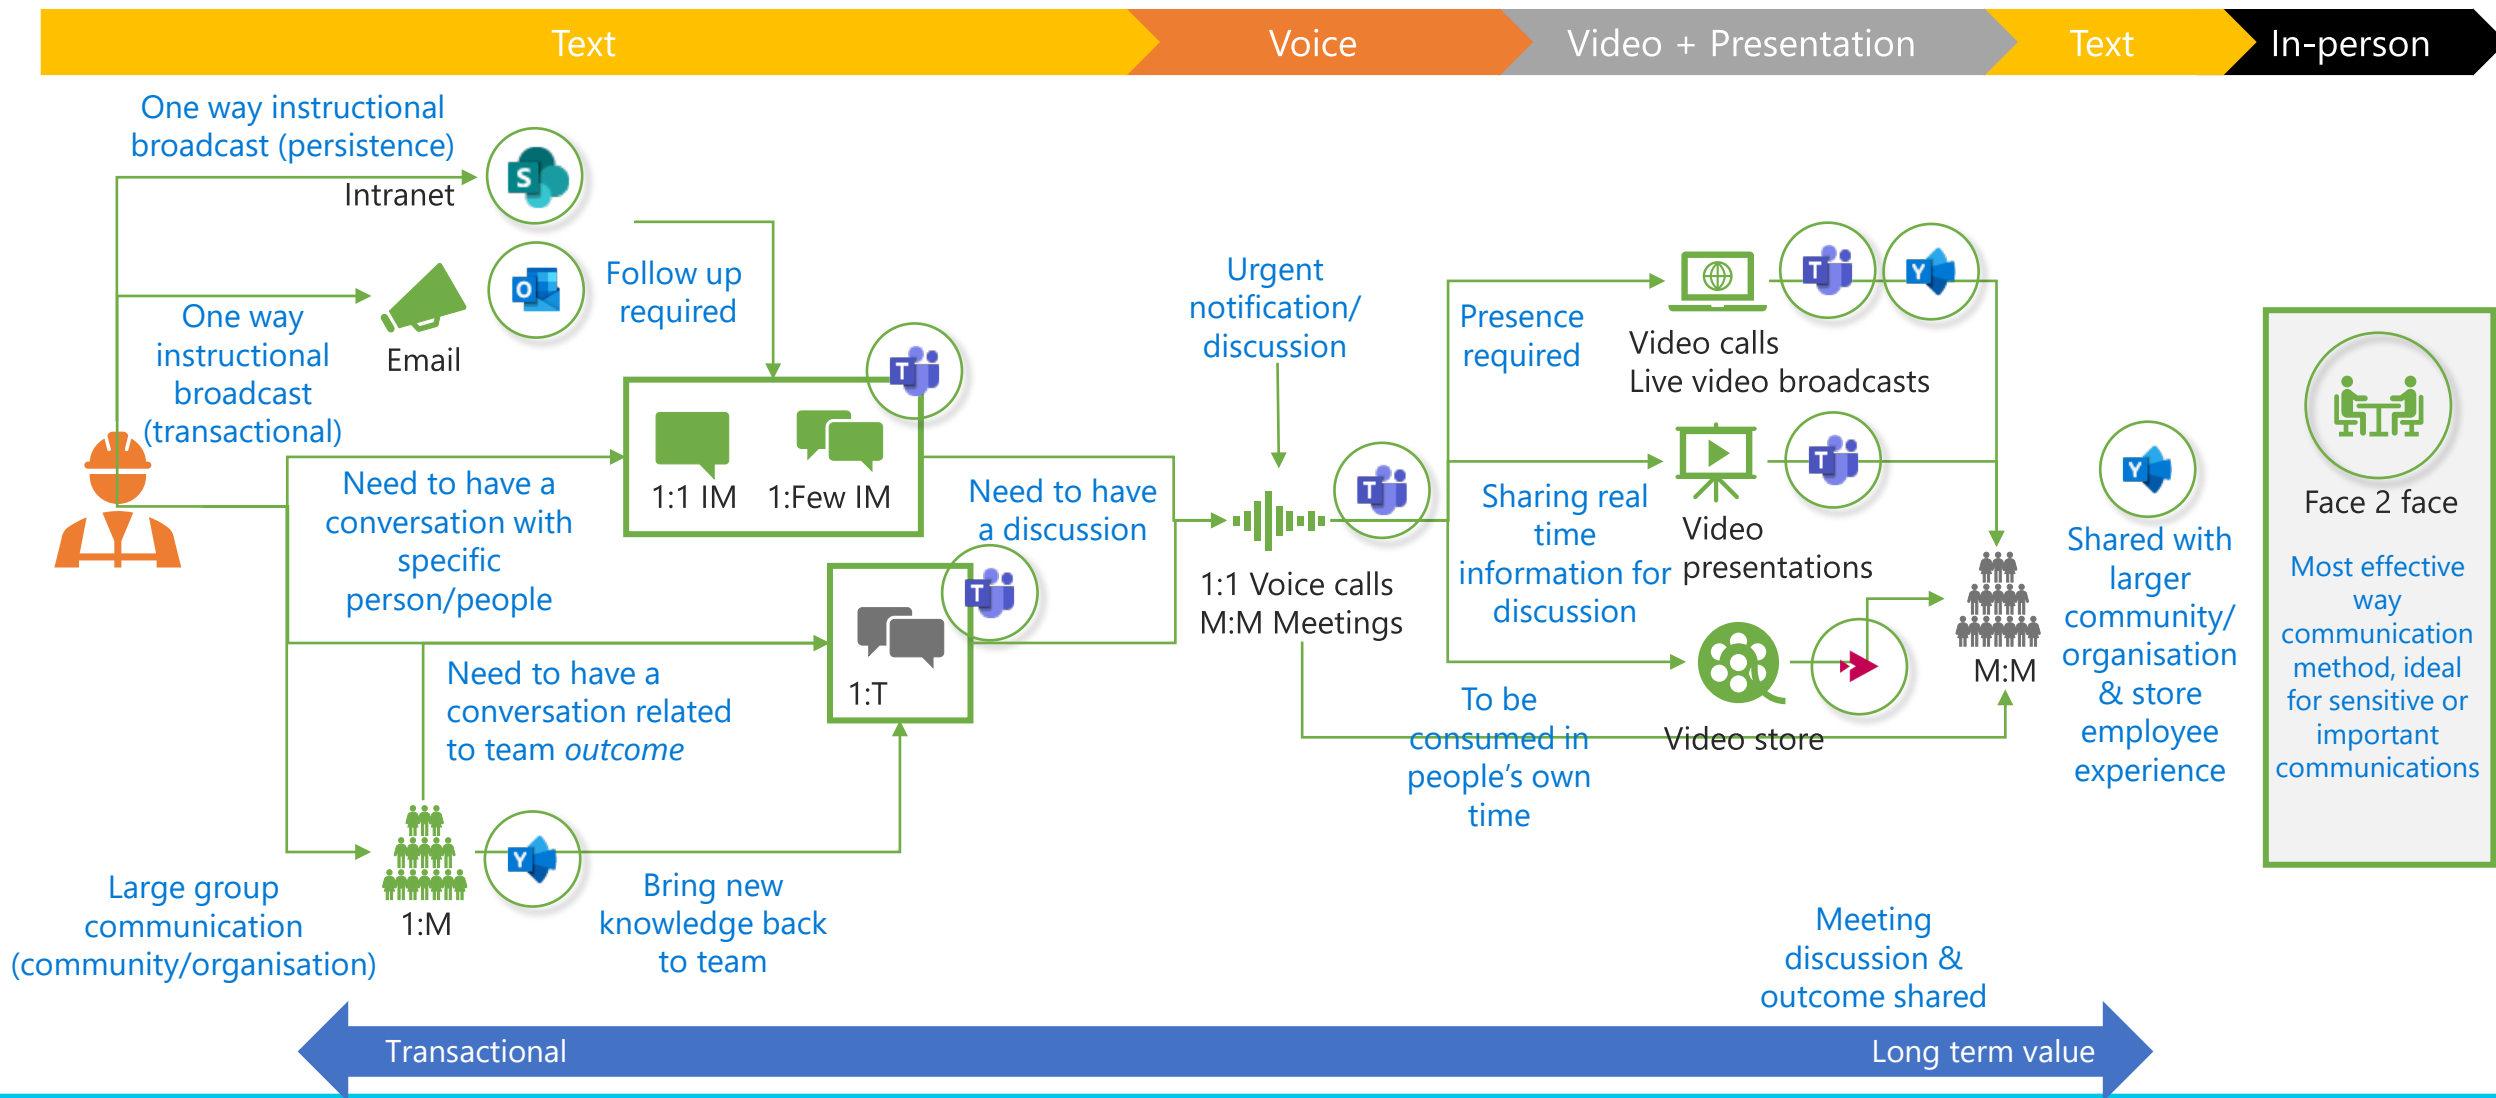 Text
Voice
Video + Presentation
Text
In-person
One way instructional
broadcast (persistence)
Intranet
S
One way
instructional
broadcast
(transactional)
Email
O
Follow up
required
T
1:1 IM
1:Few IM
Need to have a
conversation with
specific
person/people
Need to have
a discussion
T
1:T
Need to have a
conversation related
to team outcome
Large group
communication
(community/organisation)
1:M
Y
Bring new
knowledge back
to team
Urgent
notification/
discussion
T
1:1 Voice calls
M:M Meetings
Presence
required
Video calls
Live video broadcasts
T
Y
Sharing real
time
information for
discussion
Video
presentations
T
To be
consumed in
people's own
time
Video store
M:M
Y
Shared with
larger
community/
organisation
& store
employee
experience
Face 2 face
Most effective
way
communication
method, ideal
for sensitive or
important
communications
Meeting
discussion &
outcome shared
Transactional
Long term value